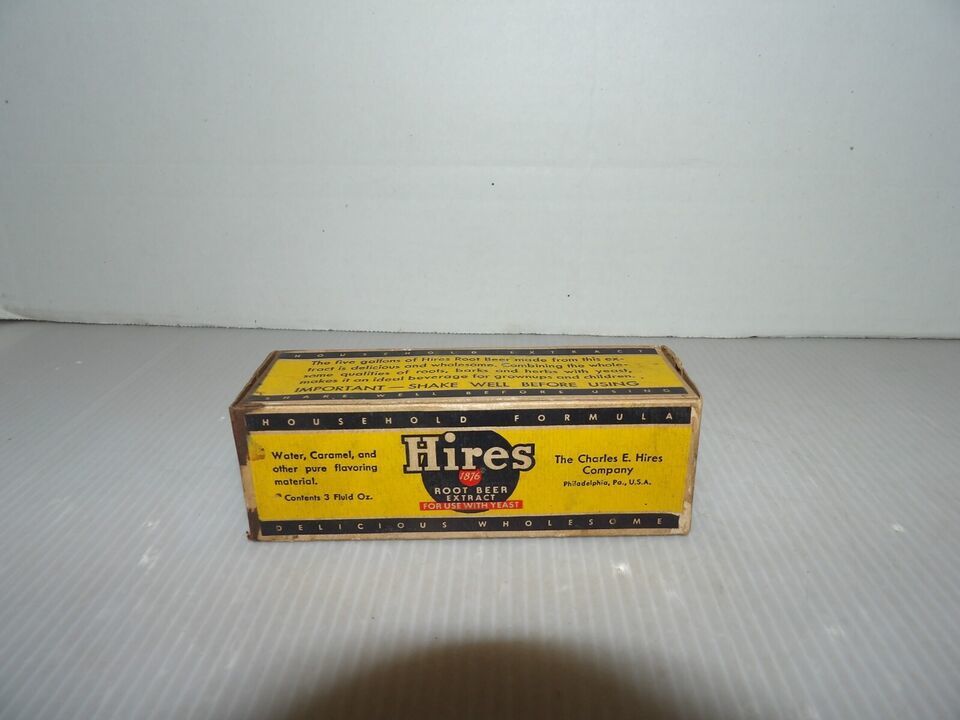 HOUSEHOLD EXTRACT
The five gallons of Hires Root Beer made from this ex-
tract is delicious and wholesome. Combining the whole-
some qualities of roots, barks and herbs with yeast,
makes it an ideal beverage for grownups and children.
IMPORTANT — SHAKE WELL BEFORE USING
SHAKE WELL BEFORE USING
HOUSEHOLD FORMULA
Water, Caramel, and
other pure flavoring
material.
Contents 3 Fluid Oz.
Hires
1876
ROOT BEER
EXTRACT
FOR USE WITH YEAST
The Charles E. Hires
Company
Philadelphia, Pa., U.S.A.
DELICIOUS WHOLESOME